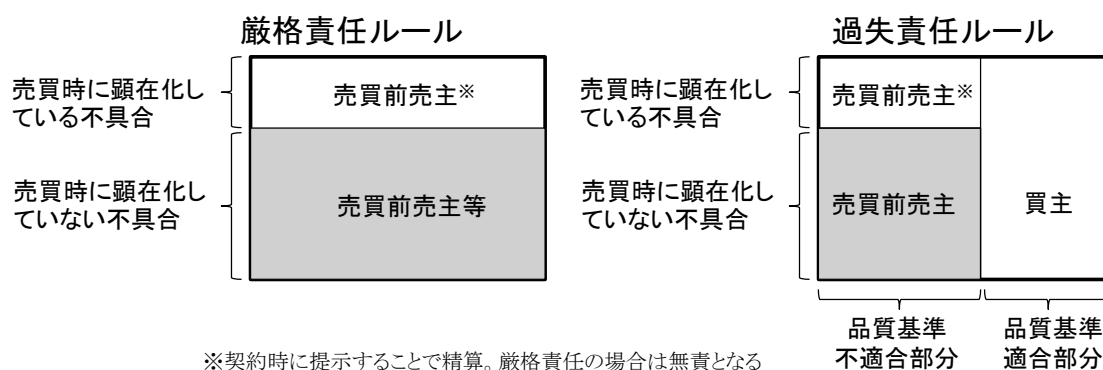 厳格責任ルール
売買時に顕在化し
ている不具合
売買前売主※
売買時に顕在化し
ていない不具合
売買前売主等
過失責任ルール
売買時に顕在化し
ている不具合
売買前売主※
売買時に顕在化し
ていない不具合
売買前売主
買主
品質基準
不適合部分
品質基準
適合部分
※契約時に提示することで精算。厳格責任の場合は無責となる